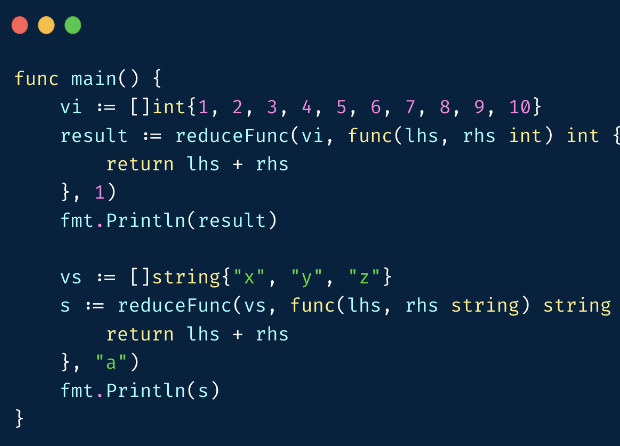 func main() {
    vi := []int{1, 2, 3, 4, 5, 6, 7, 8, 9, 10}
    result := reduceFunc(vi, func(lhs, rhs int) int {
        return lhs + rhs
    }, 1)
    fmt.Println(result)

    vs := []string{"x", "y", "z"}
    s := reduceFunc(vs, func(lhs, rhs string) string
        return lhs + rhs
    }, "a")
    fmt.Println(s)
}